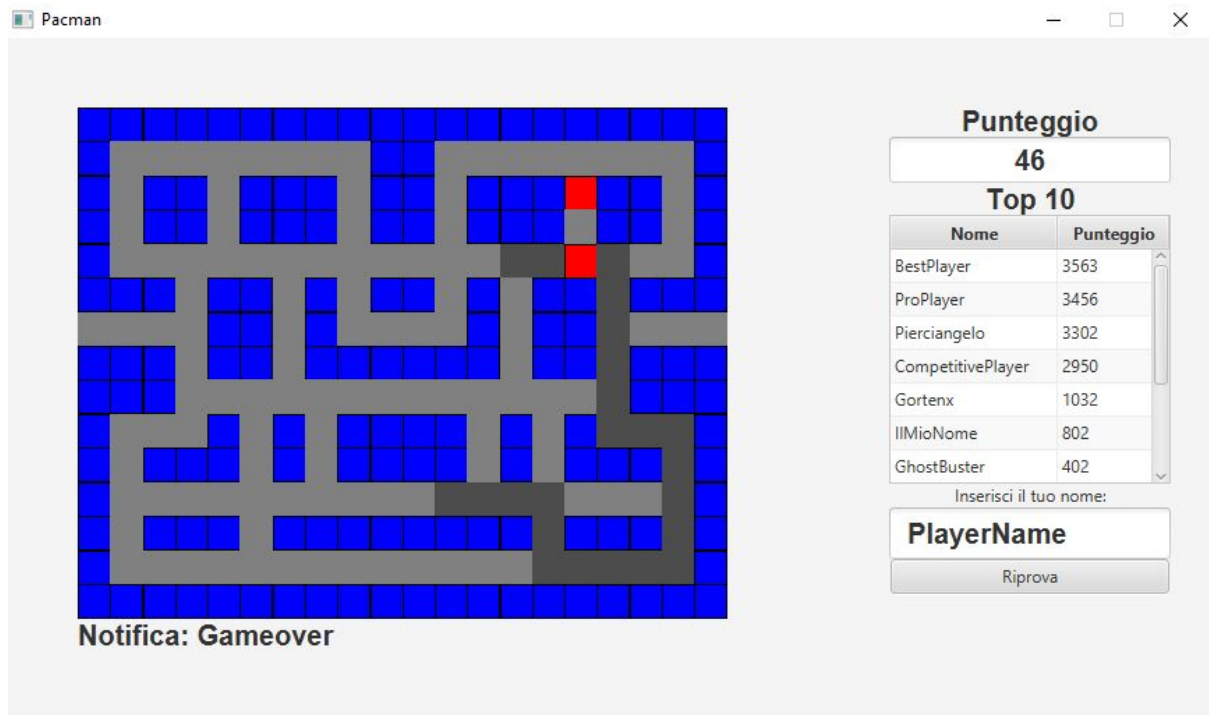 Pacman
Punteggio
46
Top 10
Nome Punteggio
BestPlayer 3563
ProPlayer 3456
Pierciangelo 3302
CompetitivePlayer 2950
Gortenx 1032
IlMioNome 802
GhostBuster 402
Inserisci il tuo nome:
PlayerName
Riprova
Notifica: Gameover